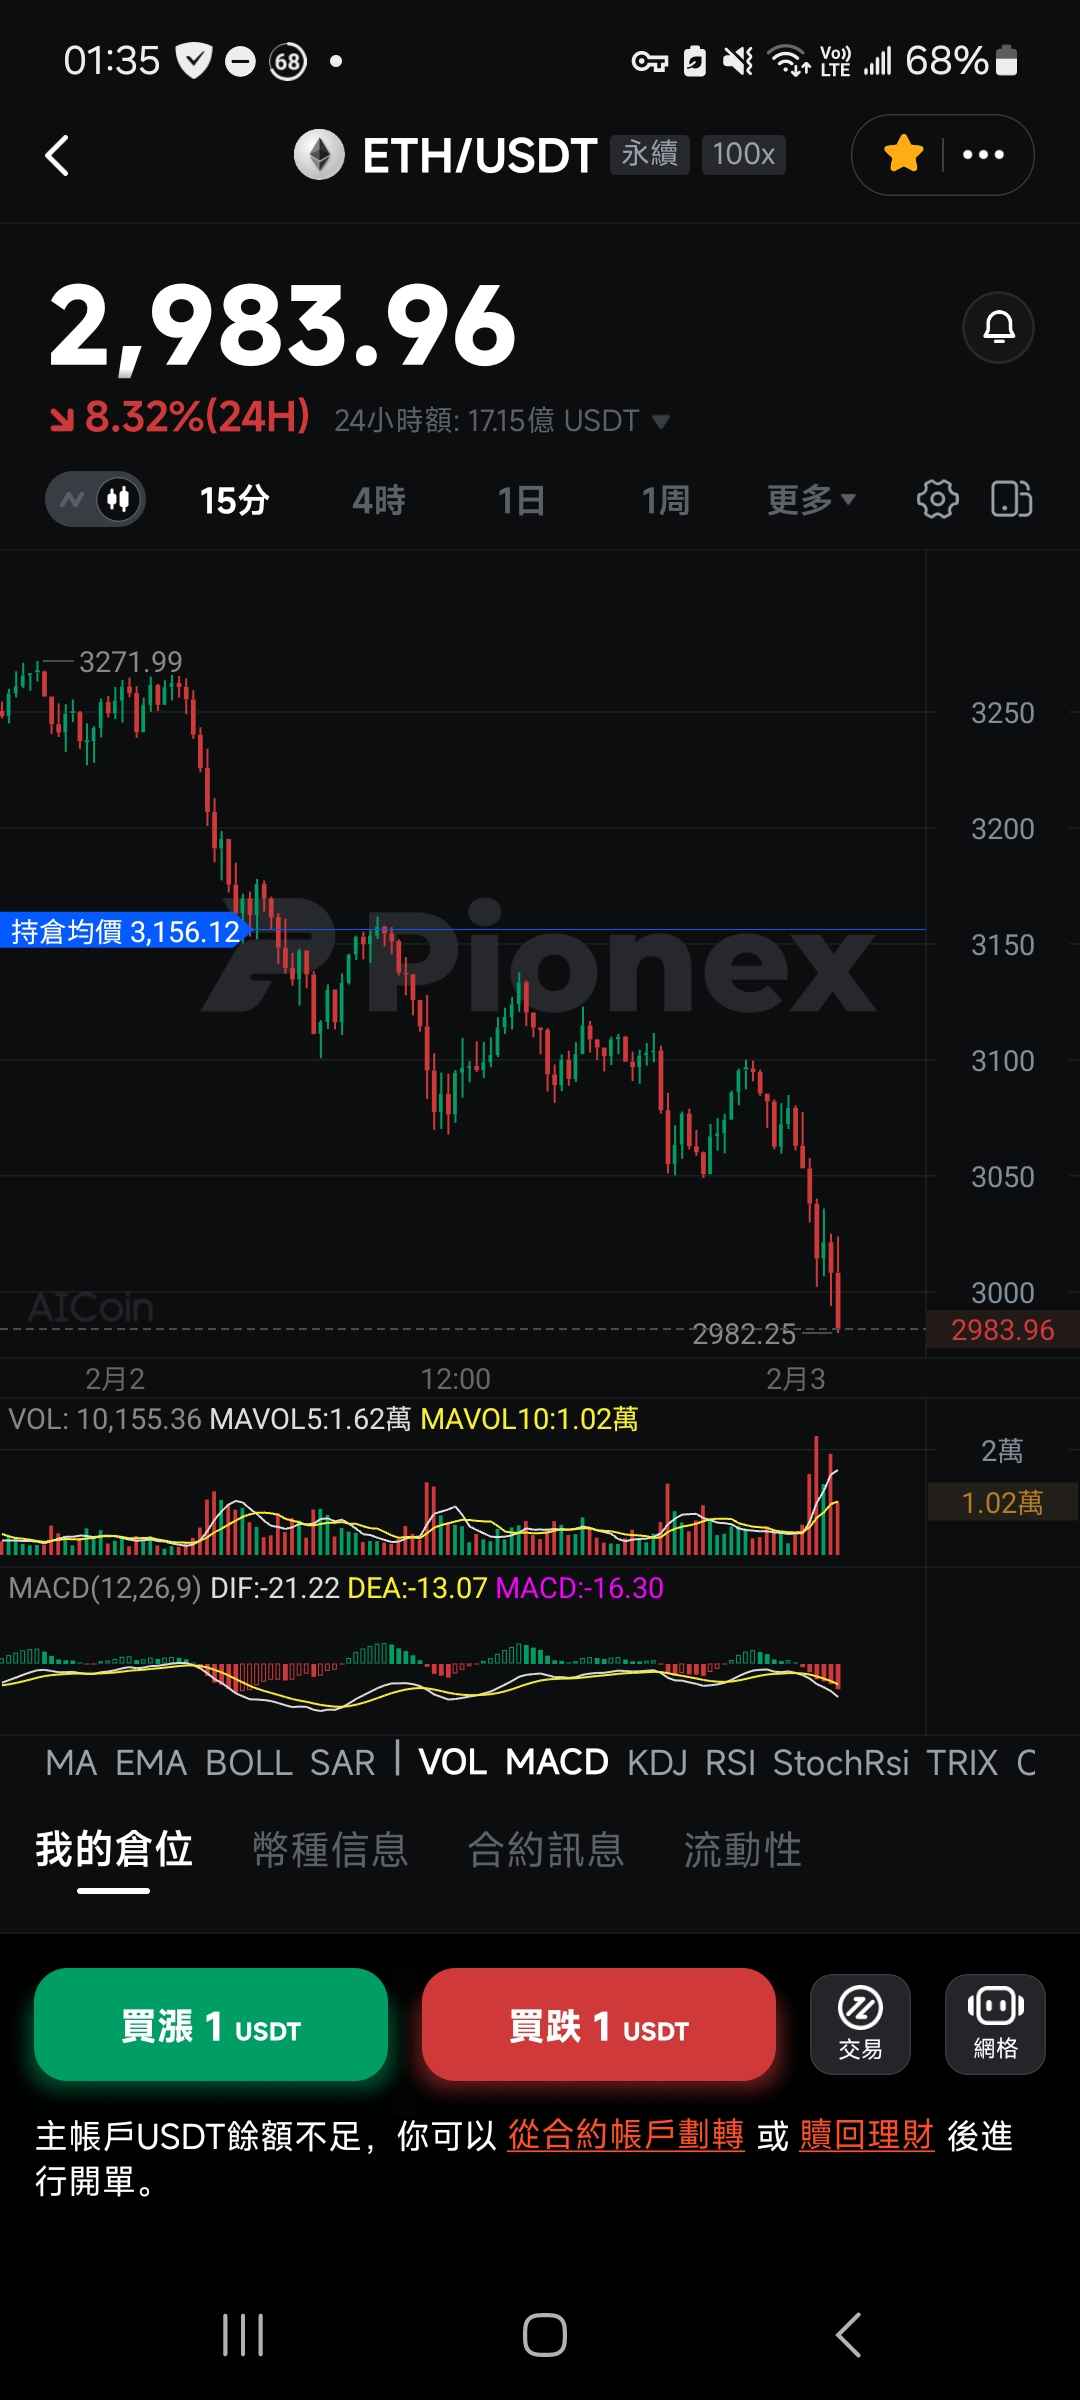 01:35 68 Vo)) LTE 68%
ETH/USDT 永續 100x
2,983.96
8.32%(24H) 24小時額: 17.15億 USDT
15分 4時 1日 1周 更多
3271.99
3250
3200
持倉均價 3,156.12
Pionex
3150
3100
3050
3000
AICoin
2982.25
2983.96
2月2 12:00 2月3
VOL: 10,155.36 MAVOL5:1.62萬 MAVOL10:1.02萬
2萬
1.02萬
MACD(12,26,9) DIF:-21.22 DEA:-13.07 MACD:-16.30
MA EMA BOLL SAR VOL MACD KDJ RSI StochRsi TRIX
我的倉位 幣種信息 合約訊息 流動性
買漲 1 USDT 買跌 1 USDT 交易 網格
主帳戶USDT餘額不足，你可以 從合約帳戶劃轉 或 贖回理財 後進
行開單。